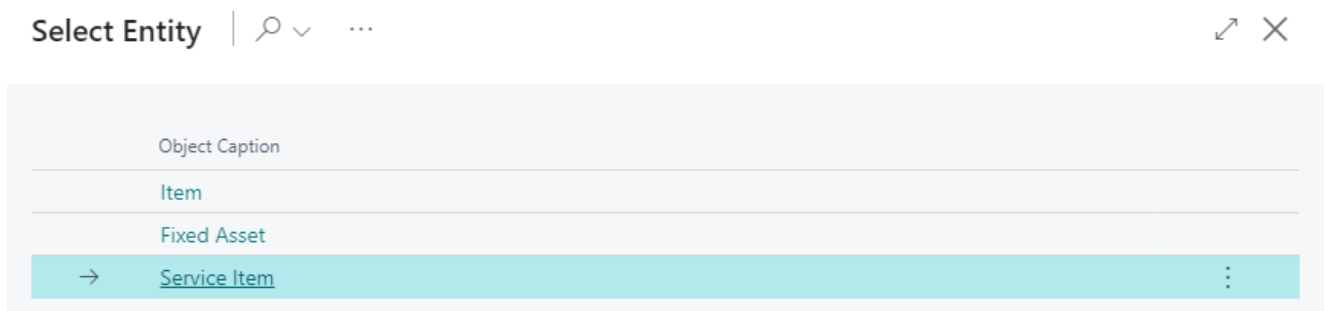 Select Entity
Object Caption
Item
Fixed Asset
Service Item